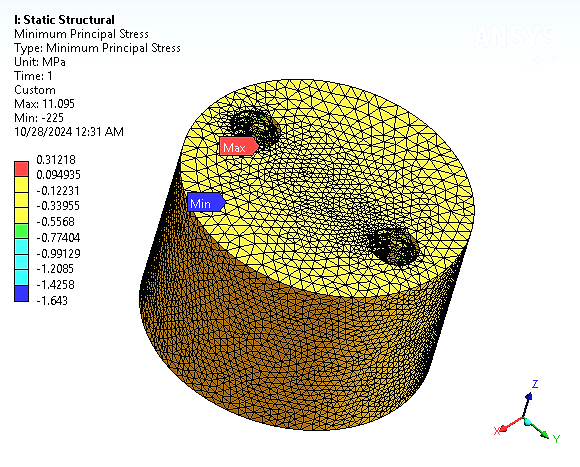 I: Static Structural
Minimum Principal Stress
Type: Minimum Principal Stress
Unit: MPa
Time: 1
Custom
Max: 11.095
Min: -225
10/28/2024 12:31 AM
ANSYS
0.31218
0.094935
-0.12231
-0.33955
-0.5568
-0.77404
-0.99129
-1.2085
-1.4258
-1.643
Max
Min
Z
X
Y